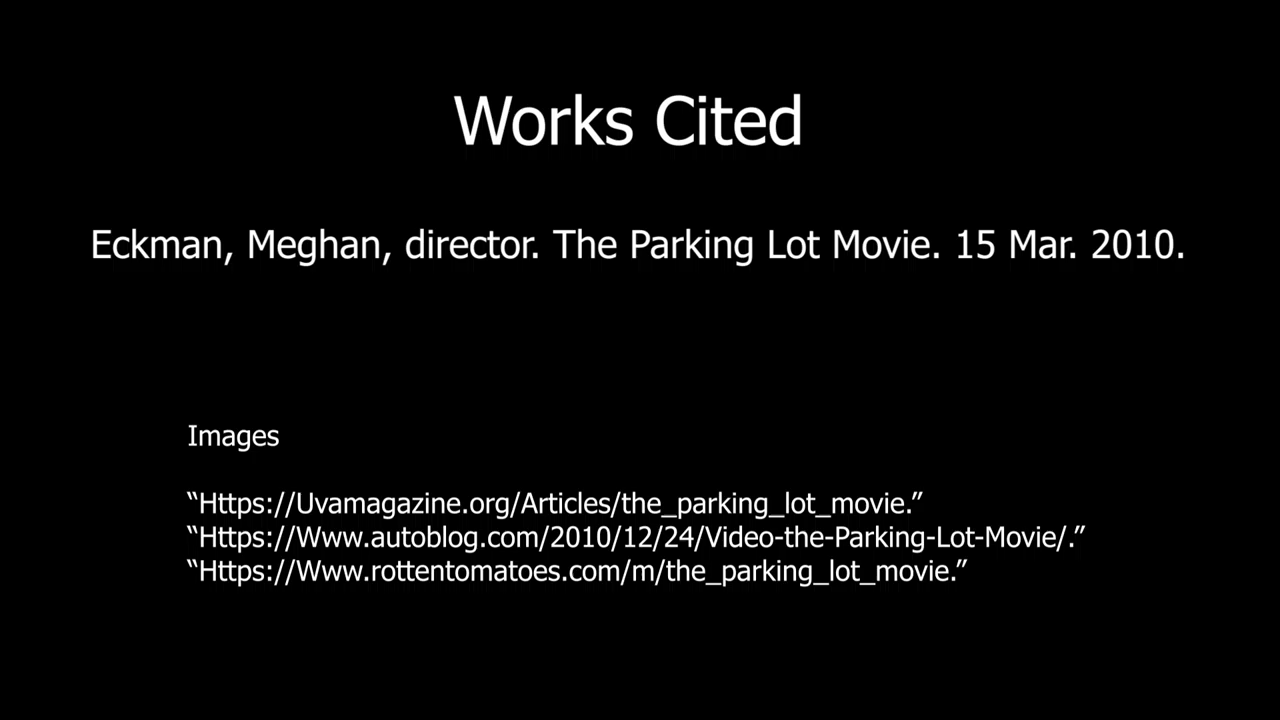 Works Cited
Eckman, Meghan, director. The Parking Lot Movie. 15 Mar. 2010.
Images
“Https://Uvamagazine.org/Articles/the_parking_lot_movie.”
“Https://Www.autoblog.com/2010/12/24/Video-the-Parking-Lot-Movie/.”
“Https://Www.rottentomatoes.com/m/the_parking_lot_movie.”